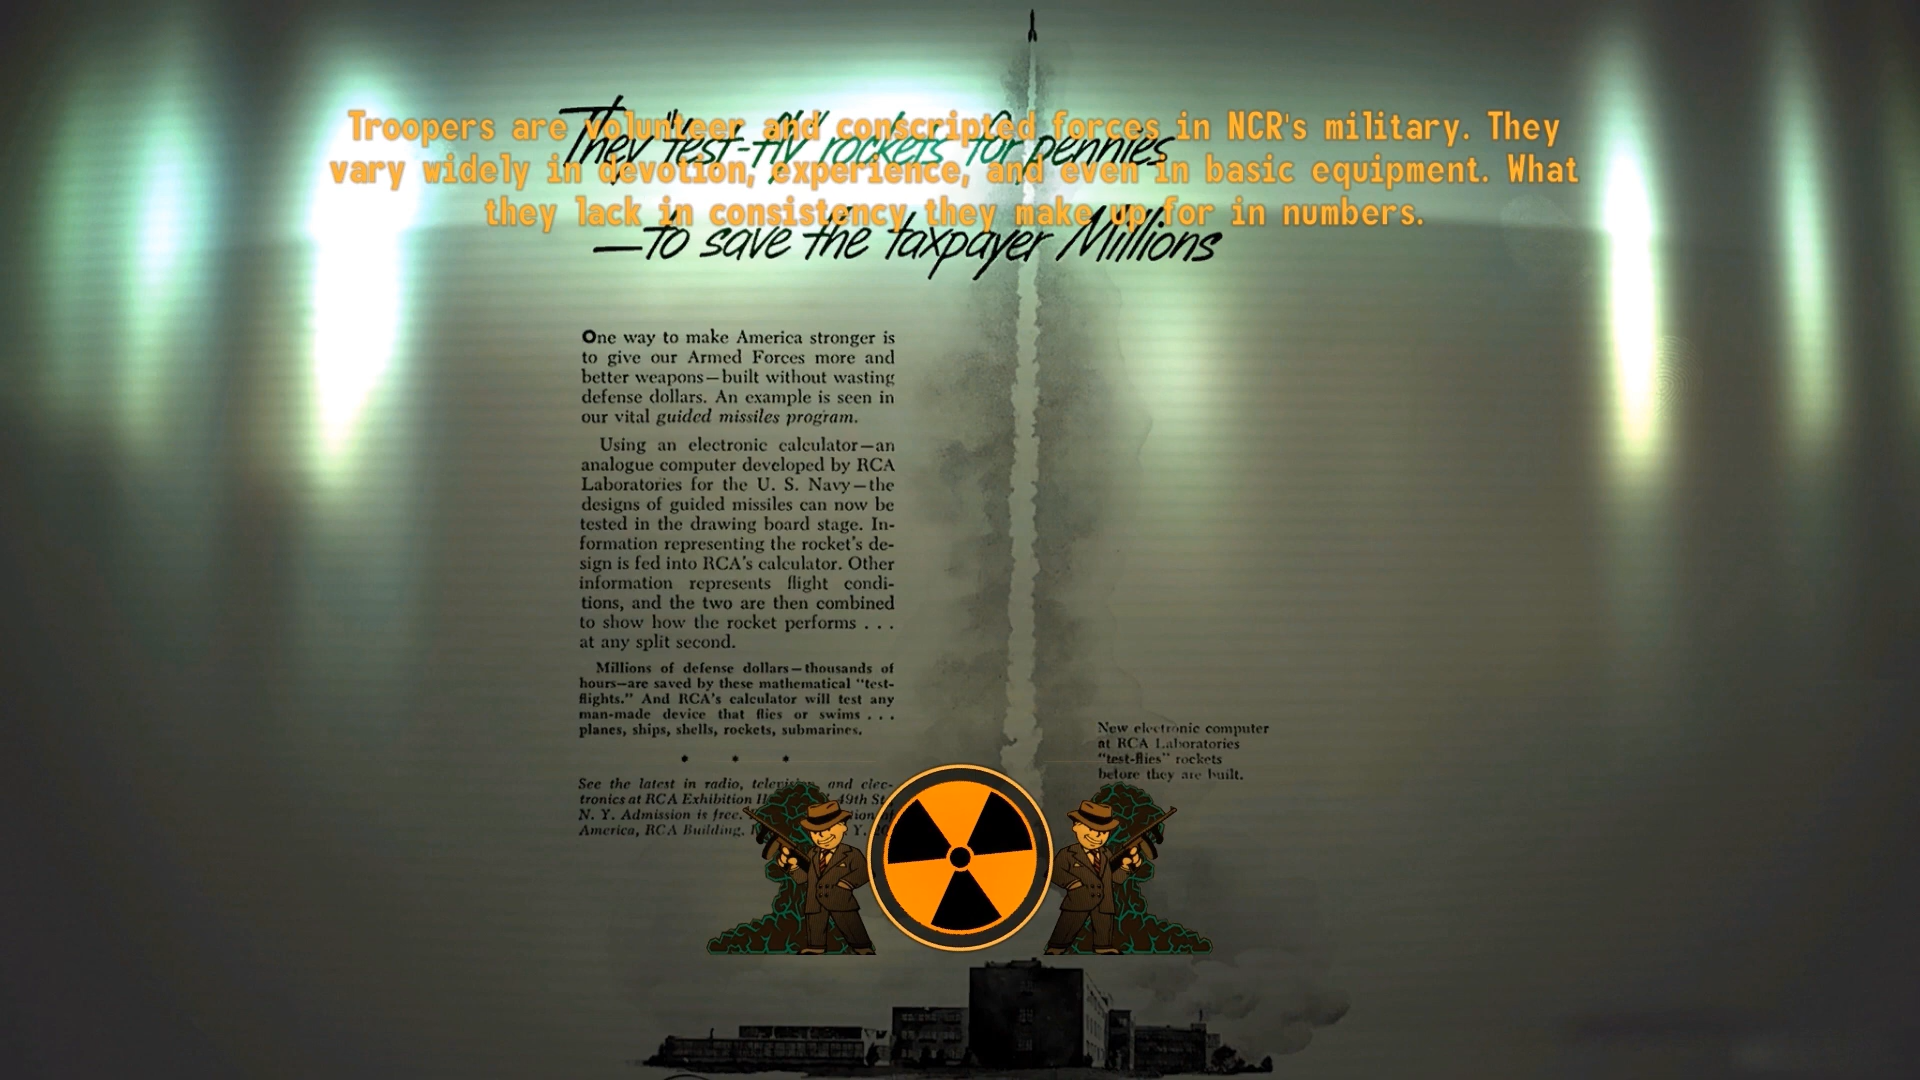 Troopers are volunteer and conscripted forces in NCR's military. They
vary widely in devotion, experience, and even in basic equipment. What
they lack in consistency they make up for in numbers.
They "test-fly" rockets for pennies
—to save the taxpayer Millions
One way to make America stronger is
to give our Armed Forces more and
better weapons—built without wasting
defense dollars. An example is seen in
our vital guided missiles program.
Using an electronic calculator—an
analogue computer developed by RCA
Laboratories for the U. S. Navy—the
designs of guided missiles can now be
tested in the drawing board stage. In-
formation representing the rocket's de-
sign is fed into RCA's calculator. Other
information represents flight condi-
tions, and the two are then combined
to show how the rocket performs . . .
at any split second.
Millions of defense dollars—thousands of
hours—are saved by these mathematical "test-
flights." And RCA's calculator will test any
man-made device that flies or swims . . .
planes, ships, shells, rockets, submarines.
* * *
See the latest in radio, television, and elec-
tronics at RCA Exhibition 49th St.
N. Y. Admission is free. of
America, RCA Building.
New electronic computer
at RCA Laboratories
"test-flies" rockets
before they are built.